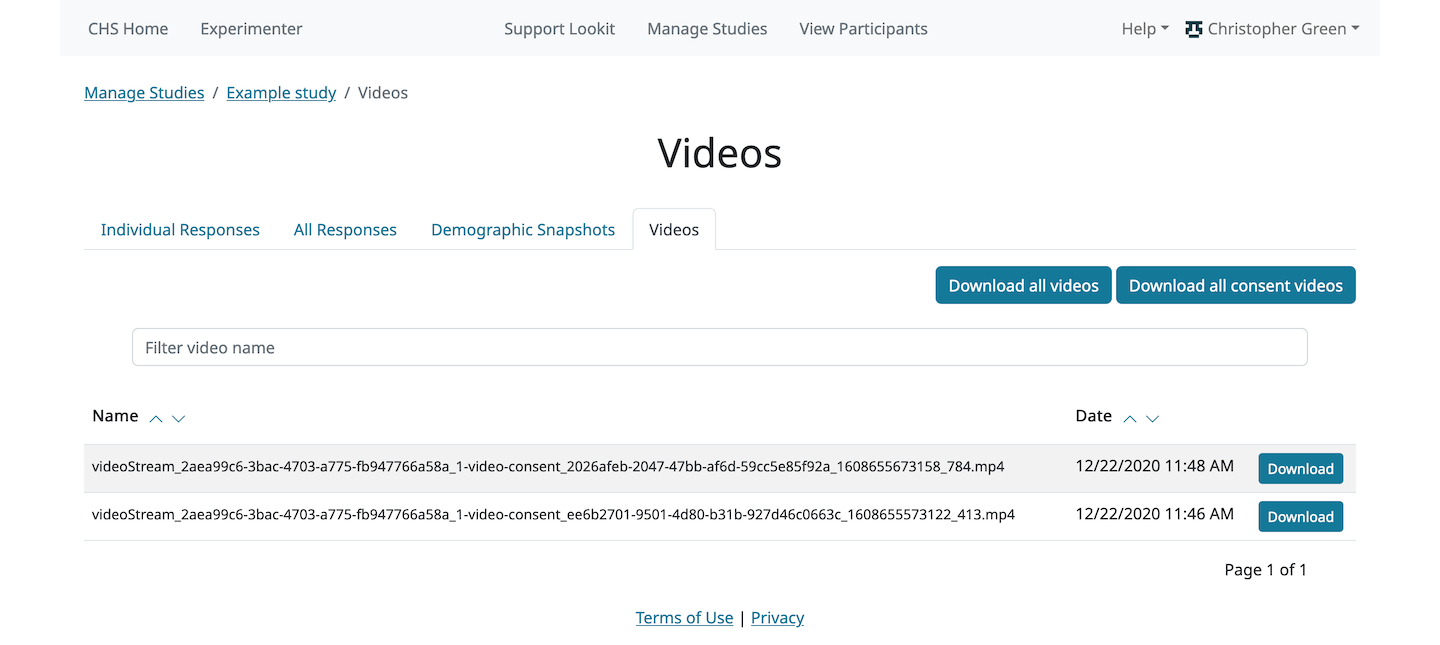 CHS Home Experimenter Support Lookit Manage Studies View Participants Help Christopher Green
Manage Studies / Example study / Videos
Videos
Individual Responses All Responses Demographic Snapshots Videos
Download all videos Download all consent videos
Filter video name
Name Date
videoStream_2aea99c6-3bac-4703-a775-fb947766a58a_1-video-consent_2026afeb-2047-47bb-af6d-59cc5e85f92a_1608655673158_784.mp4 12/22/2020 11:48 AM Download
videoStream_2aea99c6-3bac-4703-a775-fb947766a58a_1-video-consent_ee6b2701-9501-4d80-b31b-927d46c0663c_1608655573122_413.mp4 12/22/2020 11:46 AM Download
Page 1 of 1
Terms of Use | Privacy